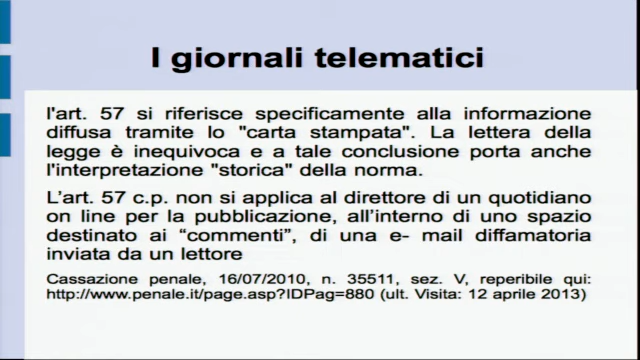 I giornali telematici
l'art. 57 si riferisce specificamente alla informazione
diffusa tramite lo "carta stampata". La lettera della
legge è inequivoca e a tale conclusione porta anche
l'interpretazione "storica" della norma.
L'art. 57 c.p. non si applica al direttore di un quotidiano
on line per la pubblicazione, all'interno di uno spazio
destinato ai “commenti”, di una e- mail diffamatoria
inviata da un lettore
Cassazione penale, 16/07/2010, n. 35511, sez. V, reperibile qui:
http://www.penale.it/page.asp?IDPag=880 (ult. Visita: 12 aprile 2013)